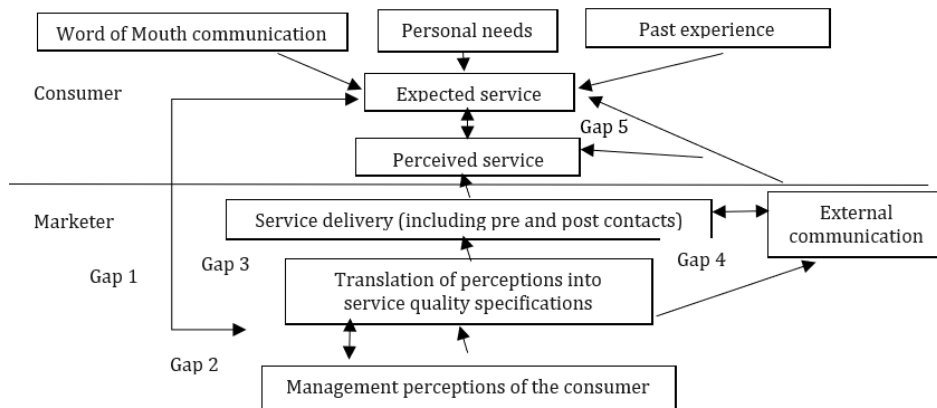 Word of Mouth communication
Personal needs
Past experience
Consumer
Expected service
Gap 5
Perceived service
Marketer
Service delivery (including pre and post contacts)
External
communication
Gap 1
Gap 3
Gap 4
Translation of perceptions into
service quality specifications
Gap 2
Management perceptions of the consumer